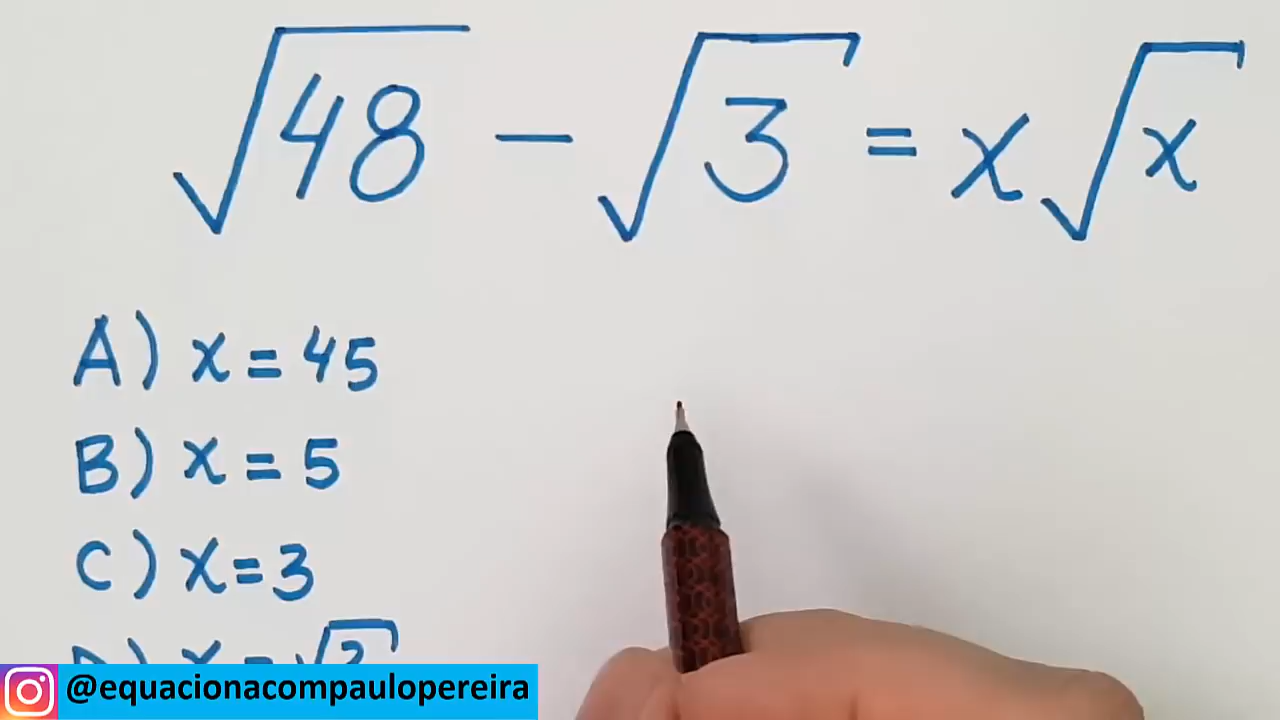 √48 − √3 = x√x
A) x = 45
B) x = 5
C) x = 3
@equacionacompaulopereira